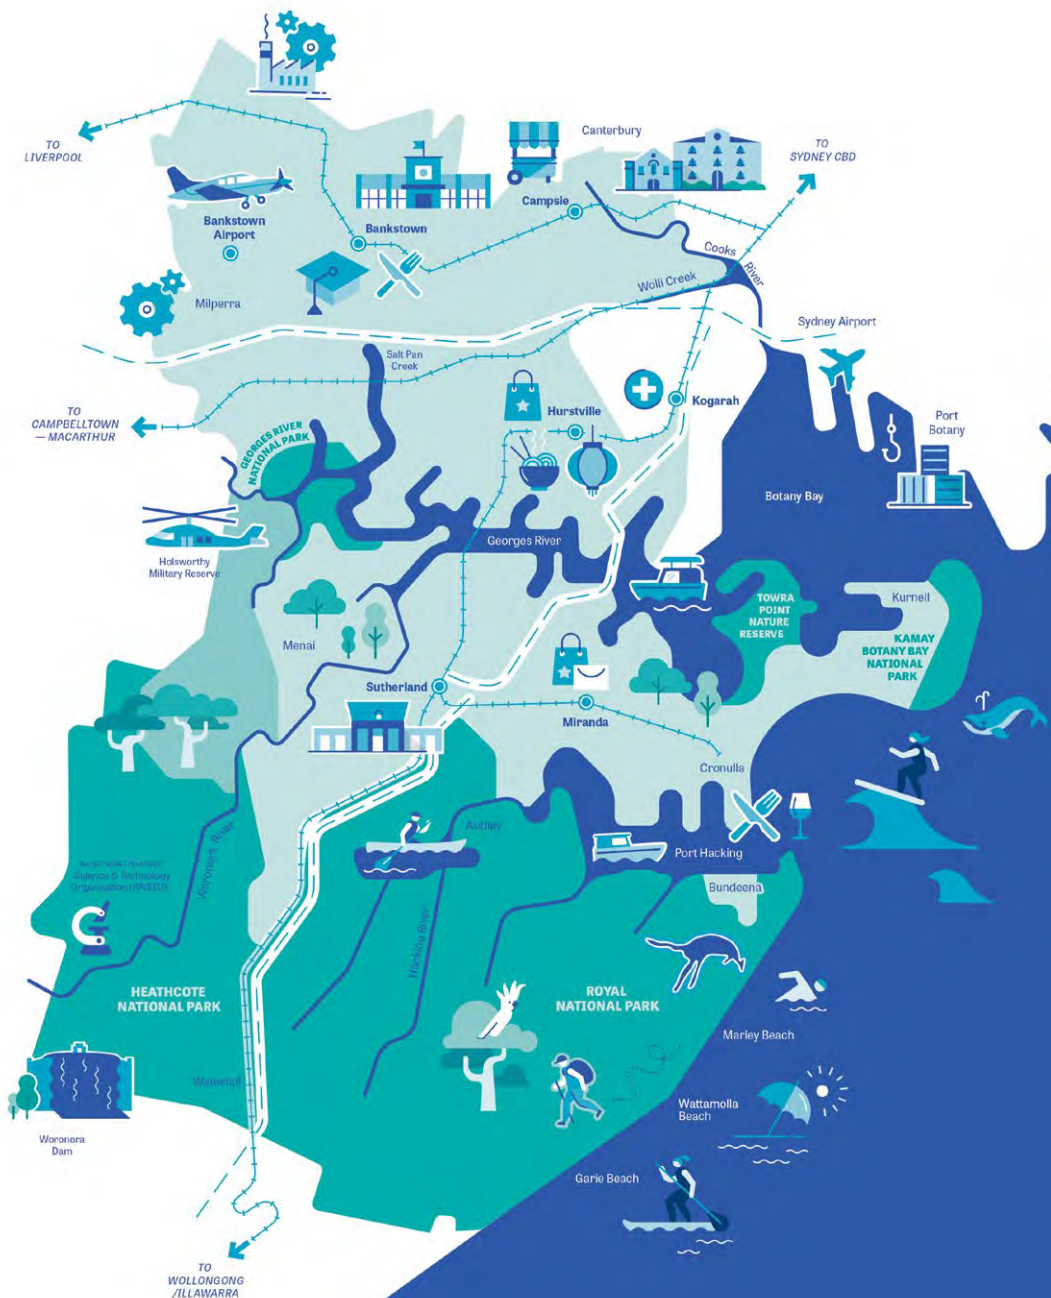 TO
LIVERPOOL
Canterbury
TO
SYDNEY CBD
Bankstown
Airport
Bankstown
Campsie
Cooks
River
Wolli Creek
Milperra
Sydney Airport
Salt Pan
Creek
TO
CAMPBELLTOWN
— MACARTHUR
Hurstville
Kogarah
Port
Botany
GEORGES RIVER
NATIONAL PARK
Botany Bay
Holsworthy
Military Reserve
Georges River
TOWRA
POINT
NATURE
RESERVE
Kurnell
KAMAY
BOTANY BAY
NATIONAL
PARK
Menai
Sutherland
Miranda
Cronulla
Woronora River
Audley
Port Hacking
Science & Technology
Organisation (ANSTO)
Bundeena
Hacking River
HEATHCOTE
NATIONAL PARK
ROYAL
NATIONAL PARK
Marley Beach
Waterfall
Wattamolla
Beach
Woronora
Dam
Garie Beach
TO
WOLLONGONG
/ILLAWARRA